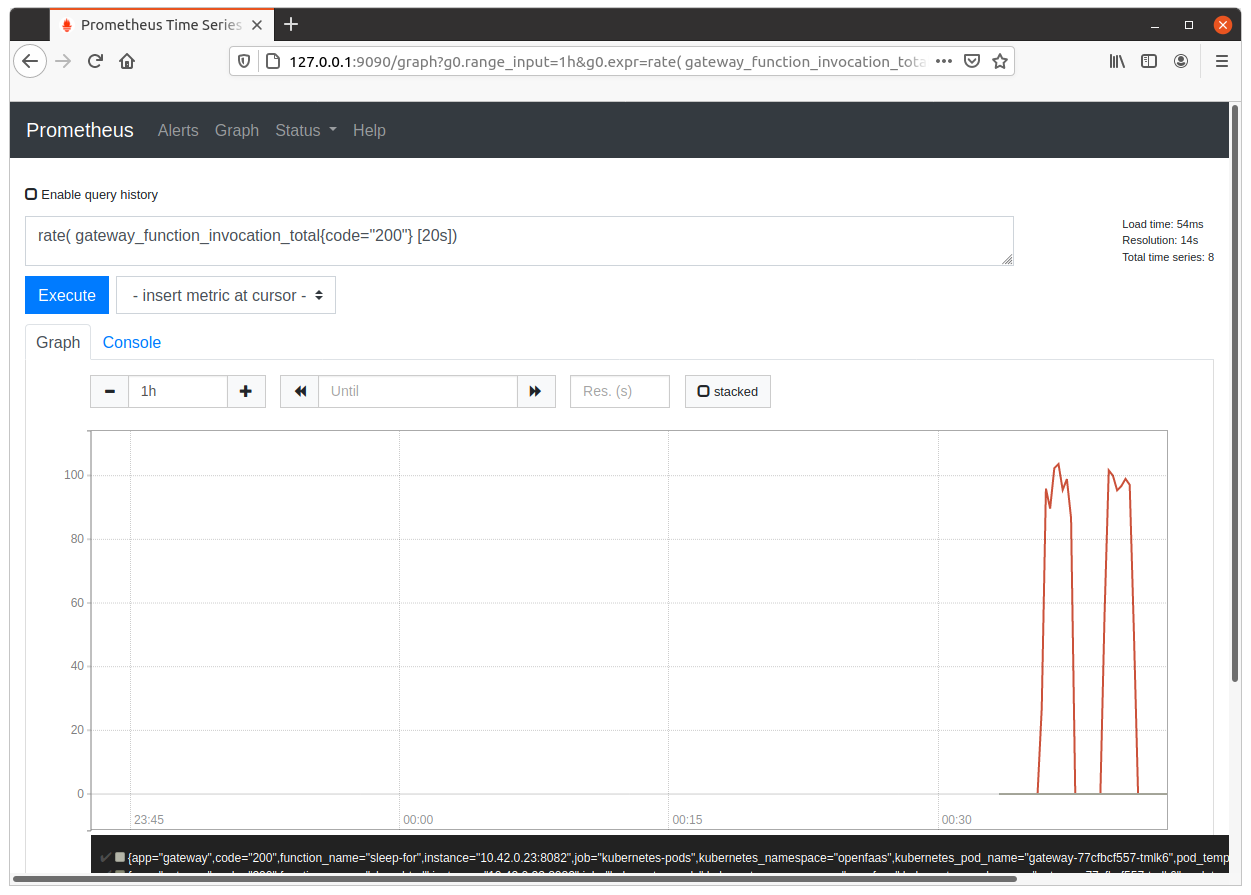 Prometheus Time Series
127.0.0.1:9090/graph?g0.range_input=1h&g0.expr=rate( gateway_function_invocation_tota
Prometheus Alerts Graph Status Help
Enable query history
rate( gateway_function_invocation_total{code="200"} [20s])
Load time: 54ms
Resolution: 14s
Total time series: 8
Execute - insert metric at cursor -
Graph Console
1h Until Res. (s) stacked
100
80
60
40
20
0
23:45 00:00 00:15 00:30
{app="gateway",code="200",function_name="sleep-for",instance="10.42.0.23:8082",job="kubernetes-pods",kubernetes_namespace="openfaas",kubernetes_pod_name="gateway-77cfbcf557-tmlk6",pod_temp